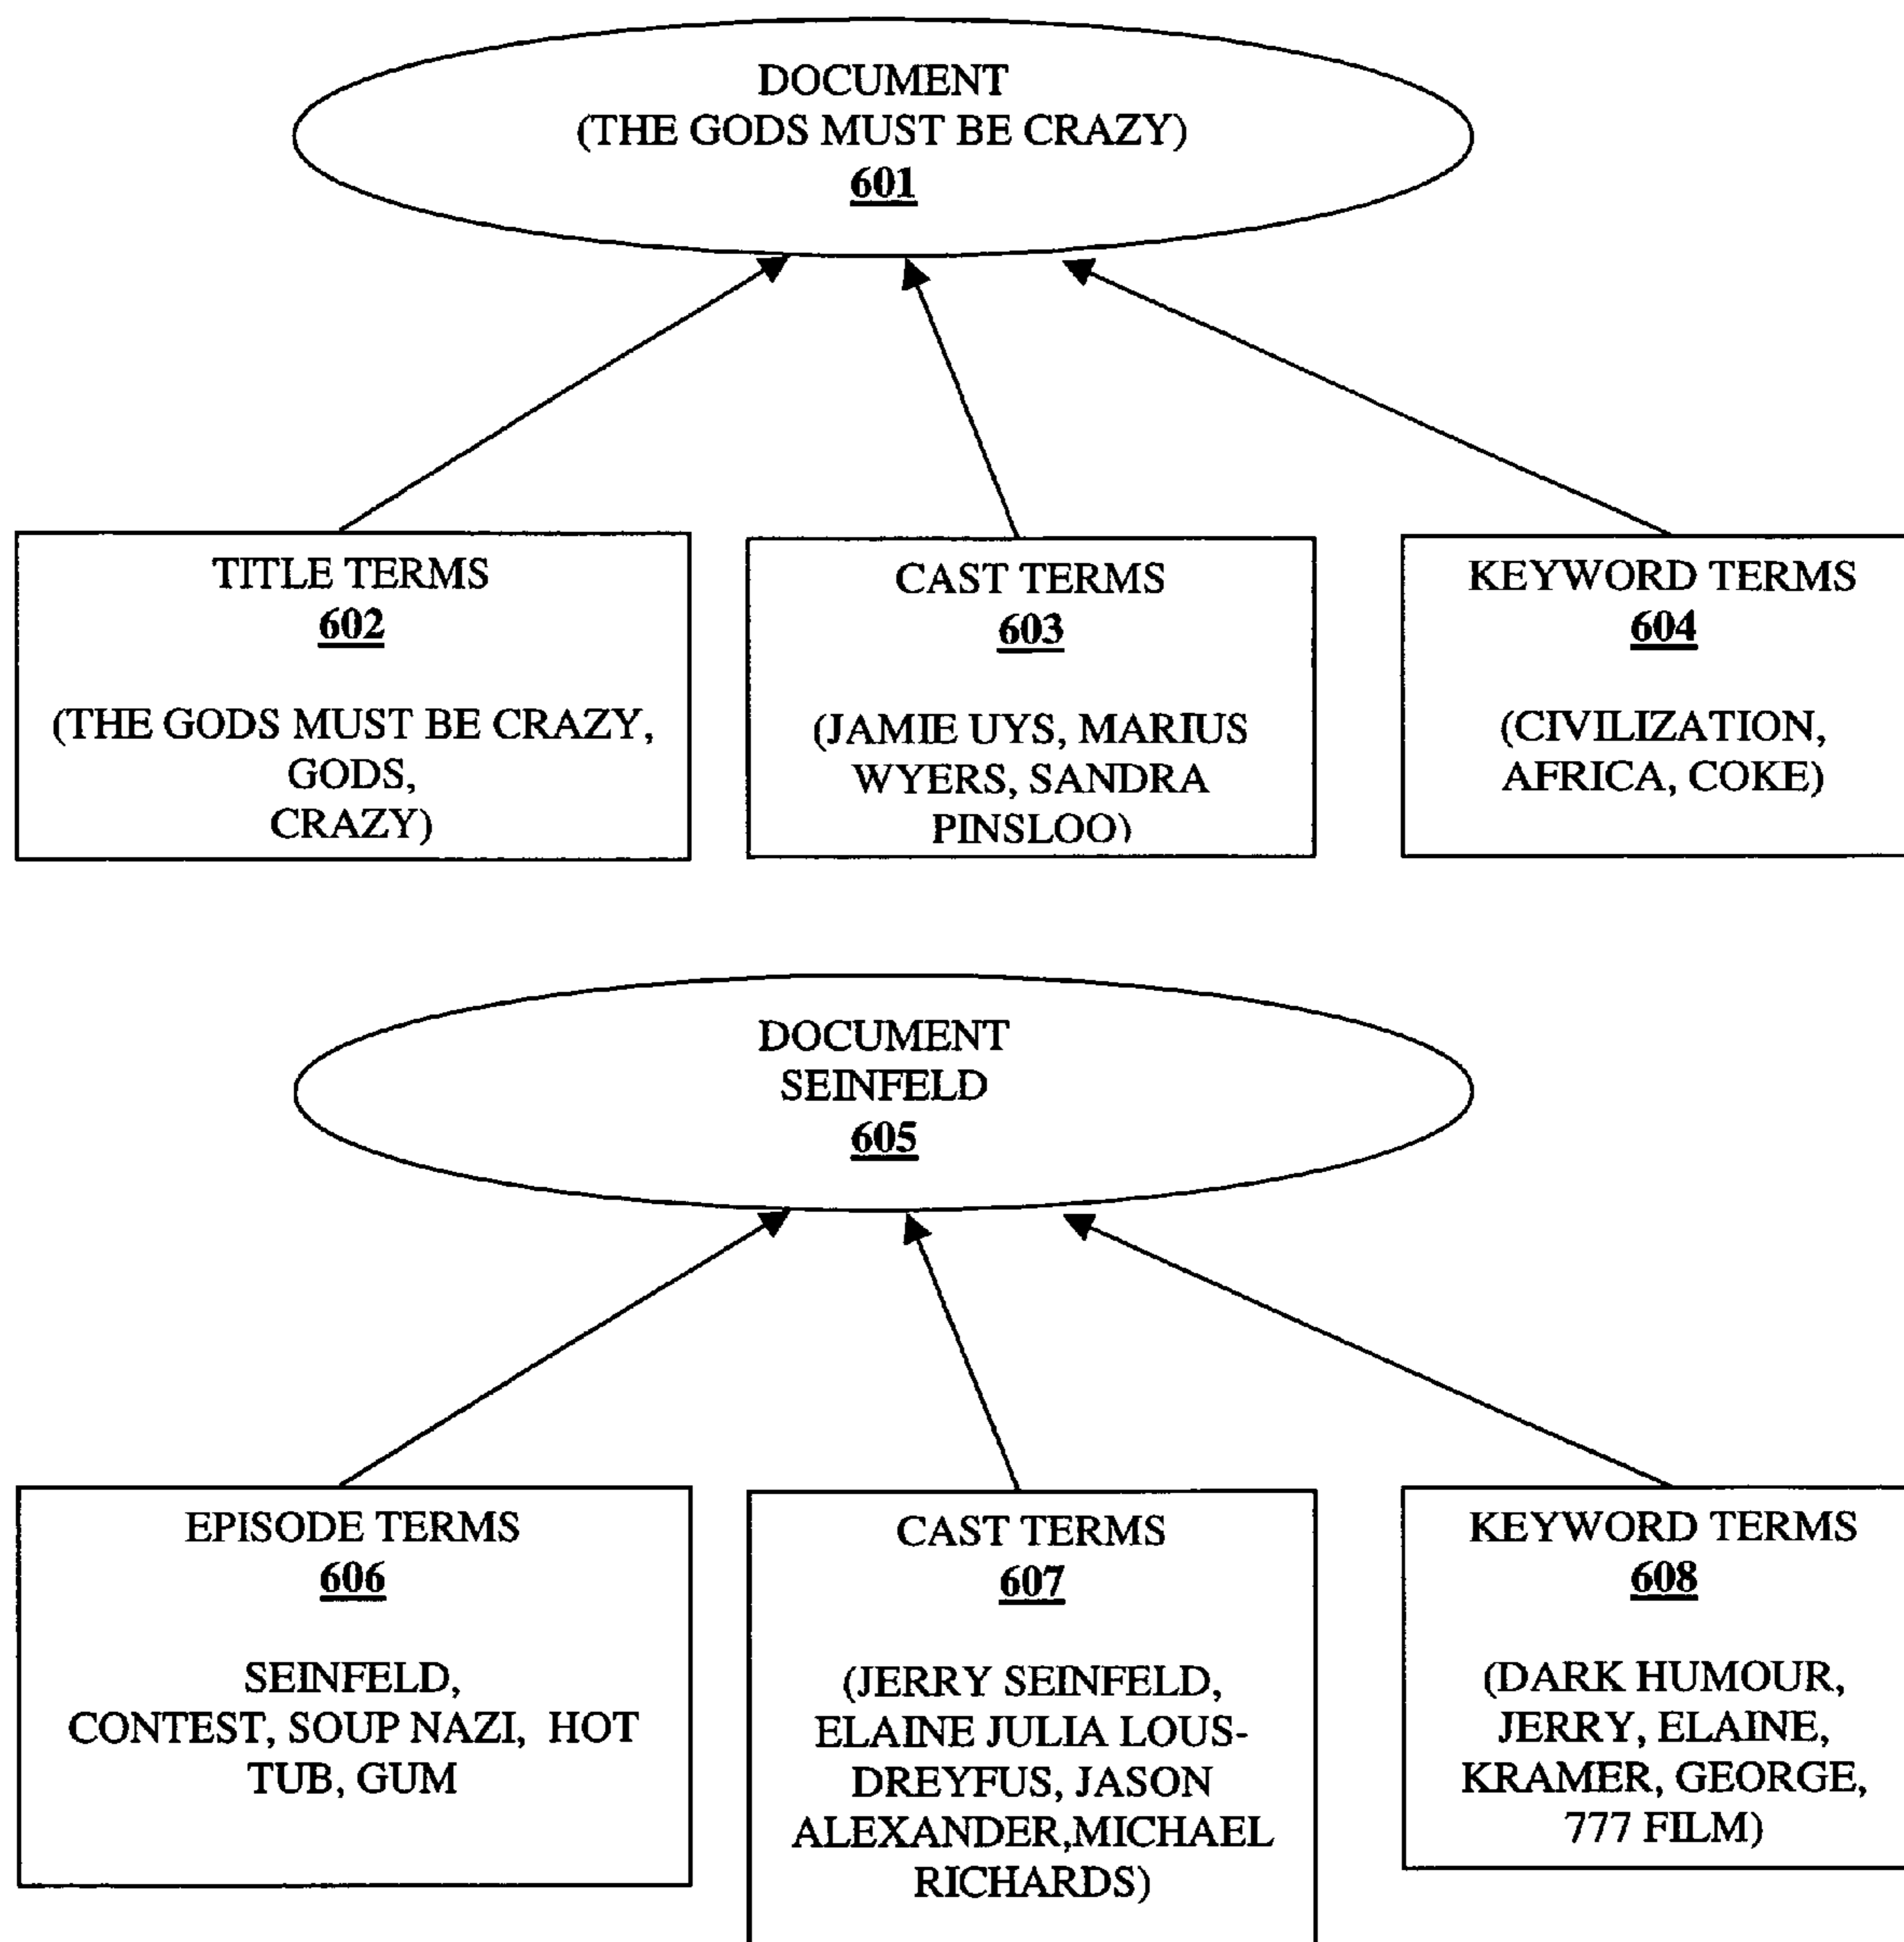 DOCUMENT
(THE GODS MUST BE CRAZY)
601
TITLE TERMS
602
(THE GODS MUST BE CRAZY,
GODS,
CRAZY)
CAST TERMS
603
(JAMIE UYS, MARIUS
WYERS, SANDRA
PINSLOO)
KEYWORD TERMS
604
(CIVILIZATION,
AFRICA, COKE)
DOCUMENT
SEINFELD
605
EPISODE TERMS
606
SEINFELD,
CONTEST, SOUP NAZI, HOT
TUB, GUM
CAST TERMS
607
(JERRY SEINFELD,
ELAINE JULIA LOUS-
DREYFUS, JASON
ALEXANDER,MICHAEL
RICHARDS)
KEYWORD TERMS
608
(DARK HUMOUR,
JERRY, ELAINE,
KRAMER, GEORGE,
777 FILM)